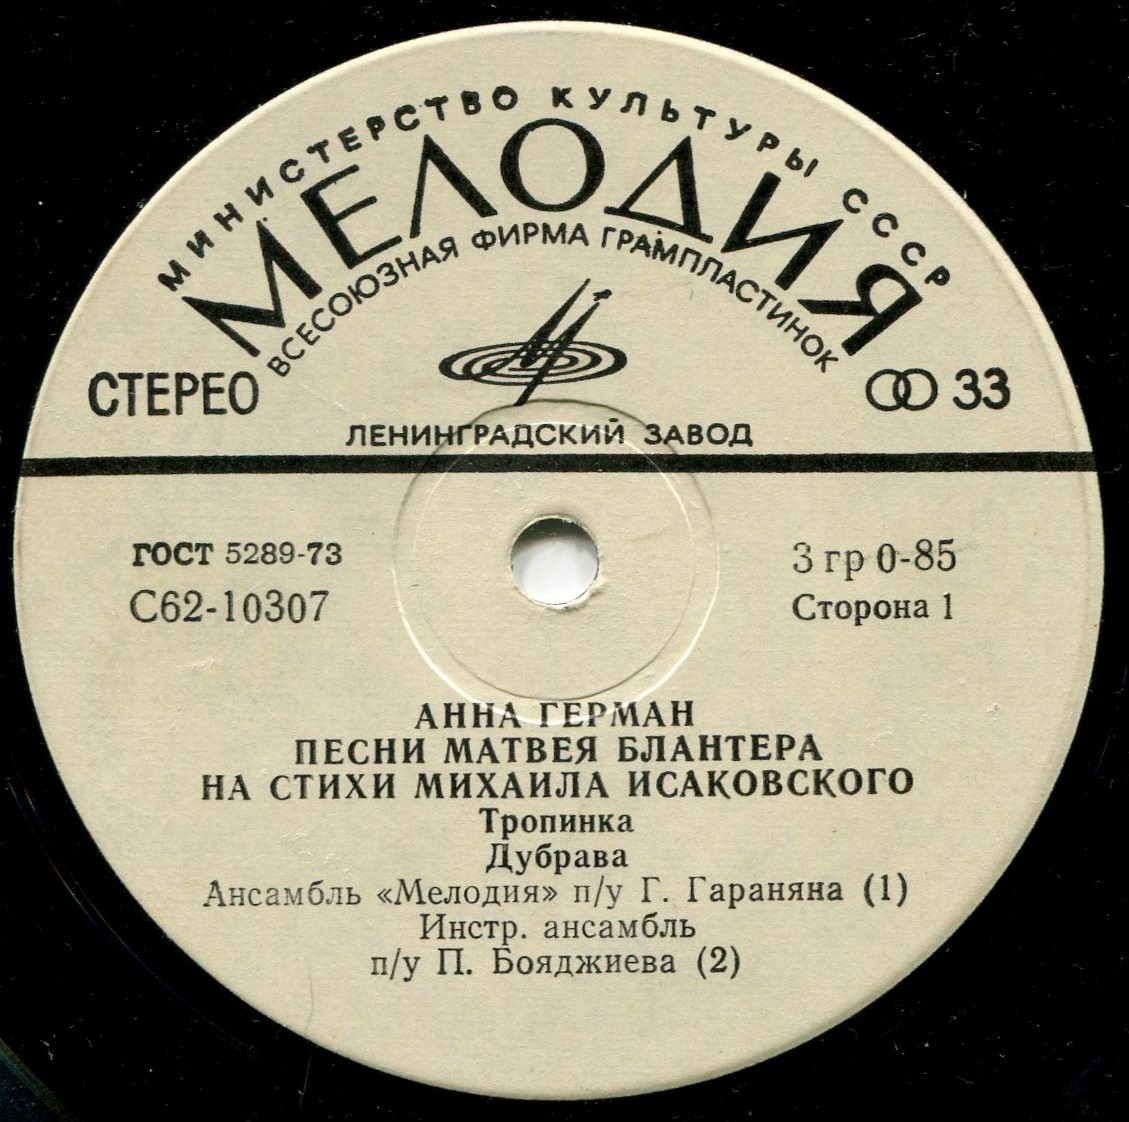 МИНИСТЕРСТВО КУЛЬТУРЫ СССР
МЕЛОДИЯ
ВСЕСОЮЗНАЯ ФИРМА ГРАМПЛАСТИНОК
СТЕРЕО
33
ЛЕНИНГРАДСКИЙ ЗАВОД
ГОСТ 5289-73
3 гр 0-85
С62-10307
Сторона 1
АННА ГЕРМАН
ПЕСНИ МАТВЕЯ БЛАНТЕРА
НА СТИХИ МИХАИЛА ИСАКОВСКОГО
Тропинка
Дубрава
Ансамбль «Мелодия» п/у Г. Гараняна (1)
Инстр. ансамбль
п/у П. Бояджиева (2)